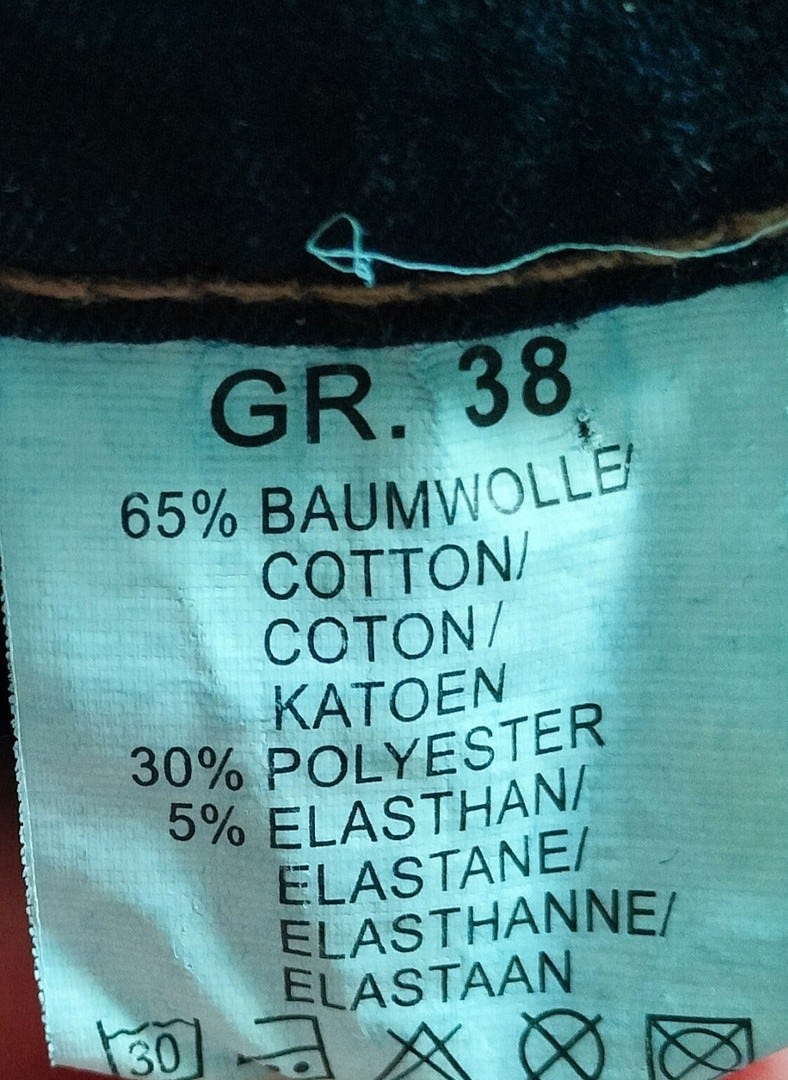 GR. 38
65% BAUMWOLLE/
COTTON/
COTON/
KATOEN
30% POLYESTER
5% ELASTHAN/
ELASTANE/
ELASTHANNE/
ELASTAAN
30